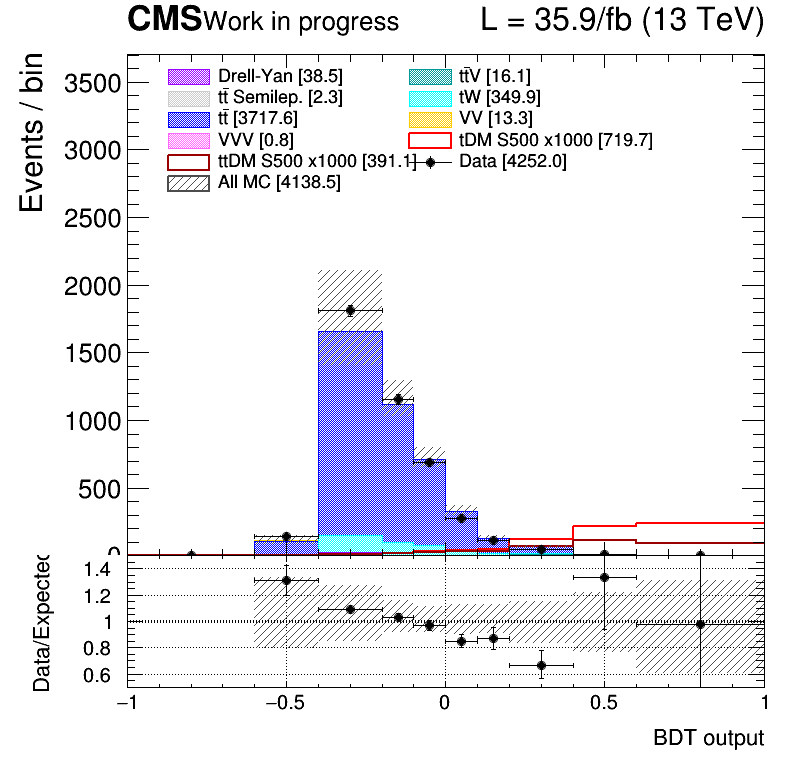 CMS Work in progress L = 35.9/fb (13 TeV)
Events / bin
3500
3000
2500
2000
1500
1000
500
0
Drell-Yan [38.5] tt̄V [16.1]
tt̄ Semilep. [2.3] tW [349.9]
tt̄ [3717.6] VV [13.3]
VVV [0.8] tDM S500 x1000 [719.7]
ttDM S500 x1000 [391.1] Data [4252.0]
All MC [4138.5]
Data/Expected
1.4
1.2
1
0.8
0.6
−1 −0.5 0 0.5 1
BDT output